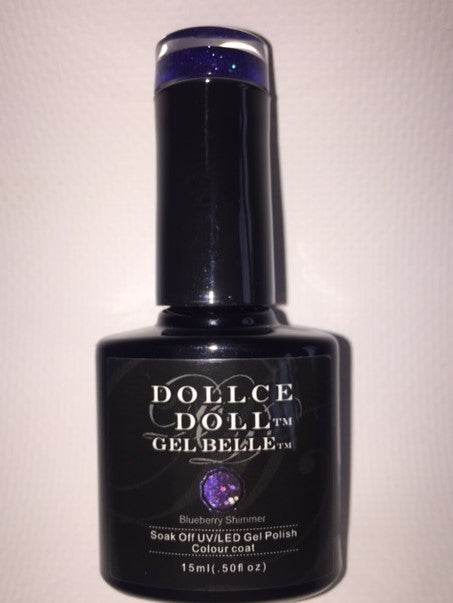 DOLLCE
DOLL™
GEL BELLE™
Blueberry Shimmer
Soak Off UV/LED Gel Polish
Colour coat
15ml(.50fl oz)